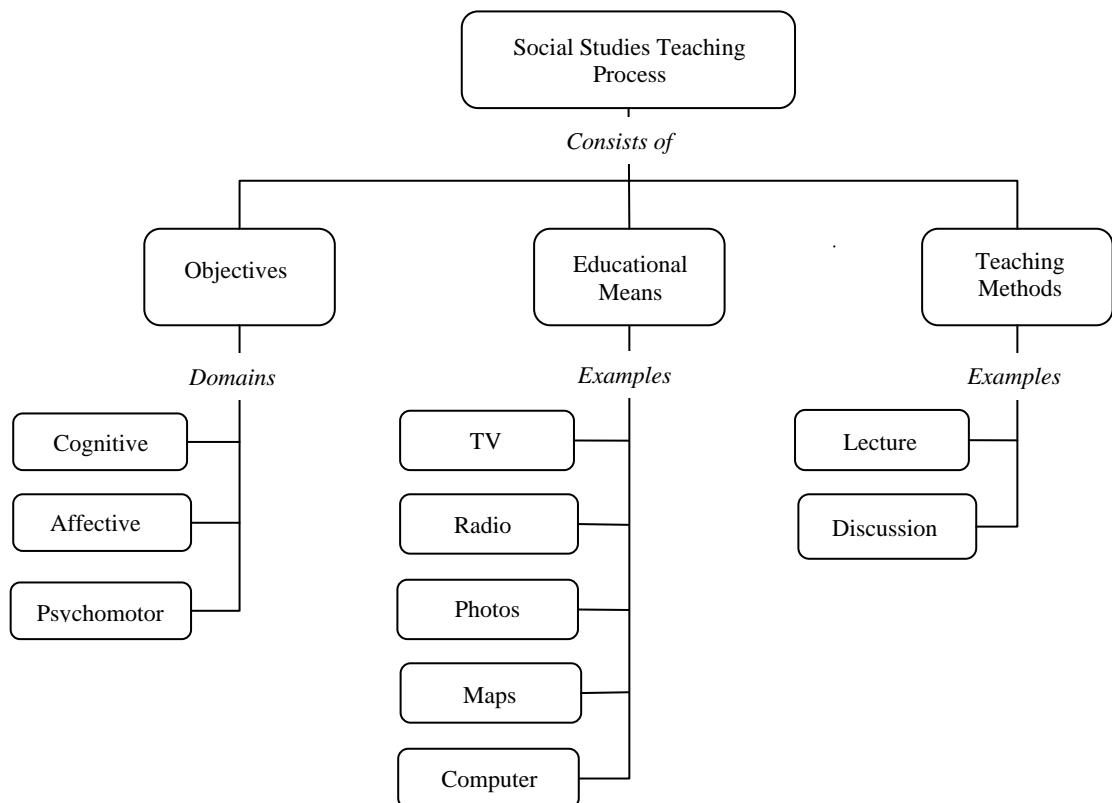 Social Studies Teaching
Process
Consists of
Objectives
Educational
Means
Teaching
Methods
Domains
Examples
Examples
Cognitive
Affective
Psychomotor
TV
Radio
Photos
Maps
Computer
Lecture
Discussion